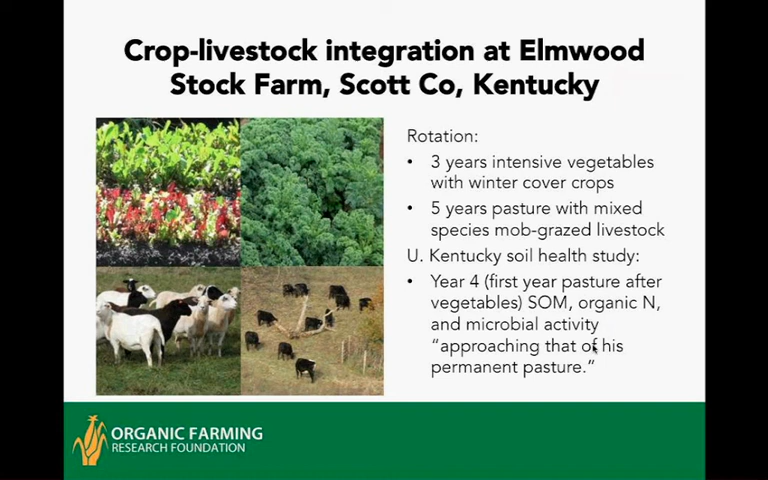 Crop-livestock integration at Elmwood
Stock Farm, Scott Co, Kentucky
Rotation:
• 3 years intensive vegetables
with winter cover crops
• 5 years pasture with mixed
species mob-grazed livestock
U. Kentucky soil health study:
• Year 4 (first year pasture after
vegetables) SOM, organic N,
and microbial activity
“approaching that of his
permanent pasture.”
ORGANIC FARMING
RESEARCH FOUNDATION